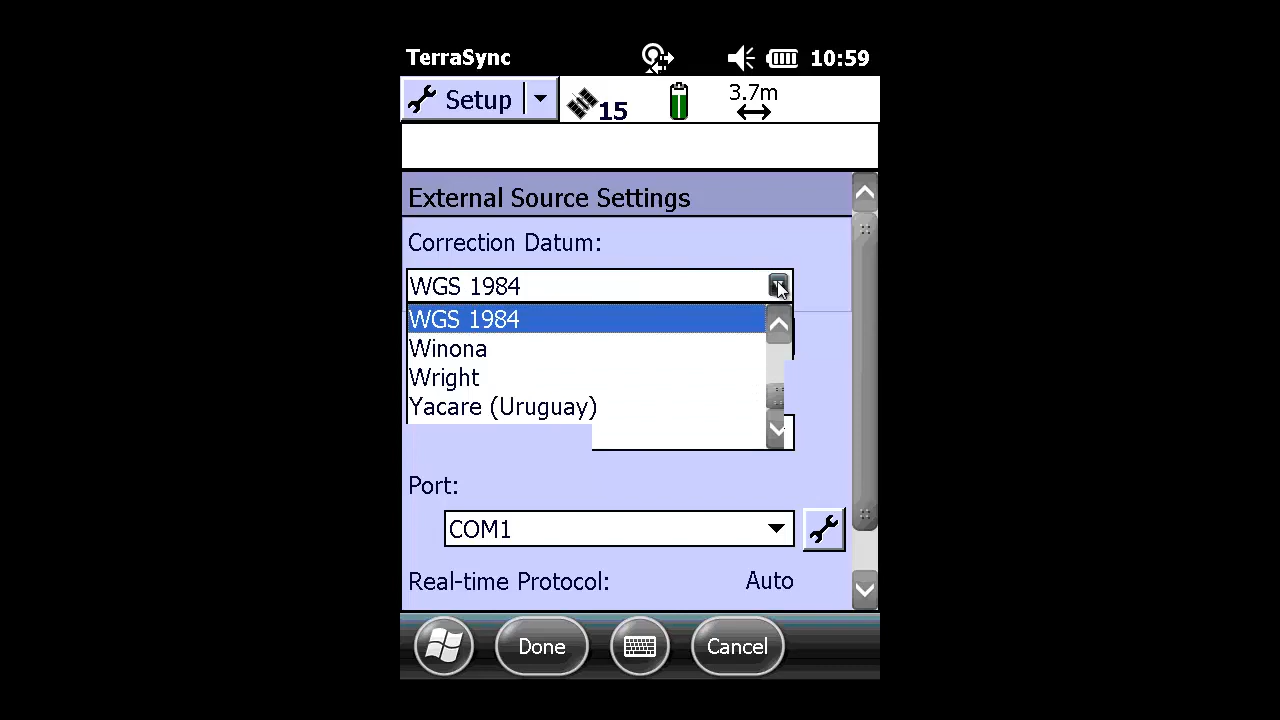 TerraSync
10:59
Setup
15
3.7m
External Source Settings
Correction Datum:
WGS 1984
WGS 1984
Winona
Wright
Yacare (Uruguay)
Port:
COM1
Real-time Protocol: Auto
Done
Cancel